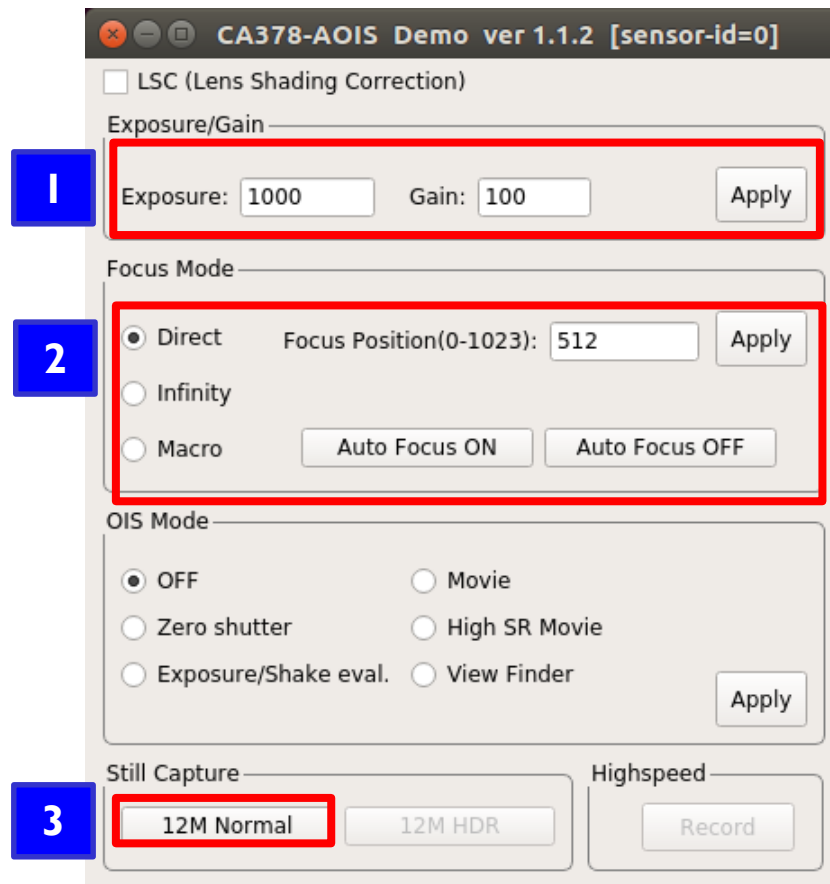 CA378-AOIS Demo ver 1.1.2 [sensor-id=0]
LSC (Lens Shading Correction)
Exposure/Gain
1
Exposure: 1000 Gain: 100 Apply
Focus Mode
2
Direct Focus Position(0-1023): 512 Apply
Infinity
Macro Auto Focus ON Auto Focus OFF
OIS Mode
OFF Movie
Zero shutter High SR Movie
Exposure/Shake eval. View Finder
Apply
Still Capture Highspeed
3
12M Normal 12M HDR Record